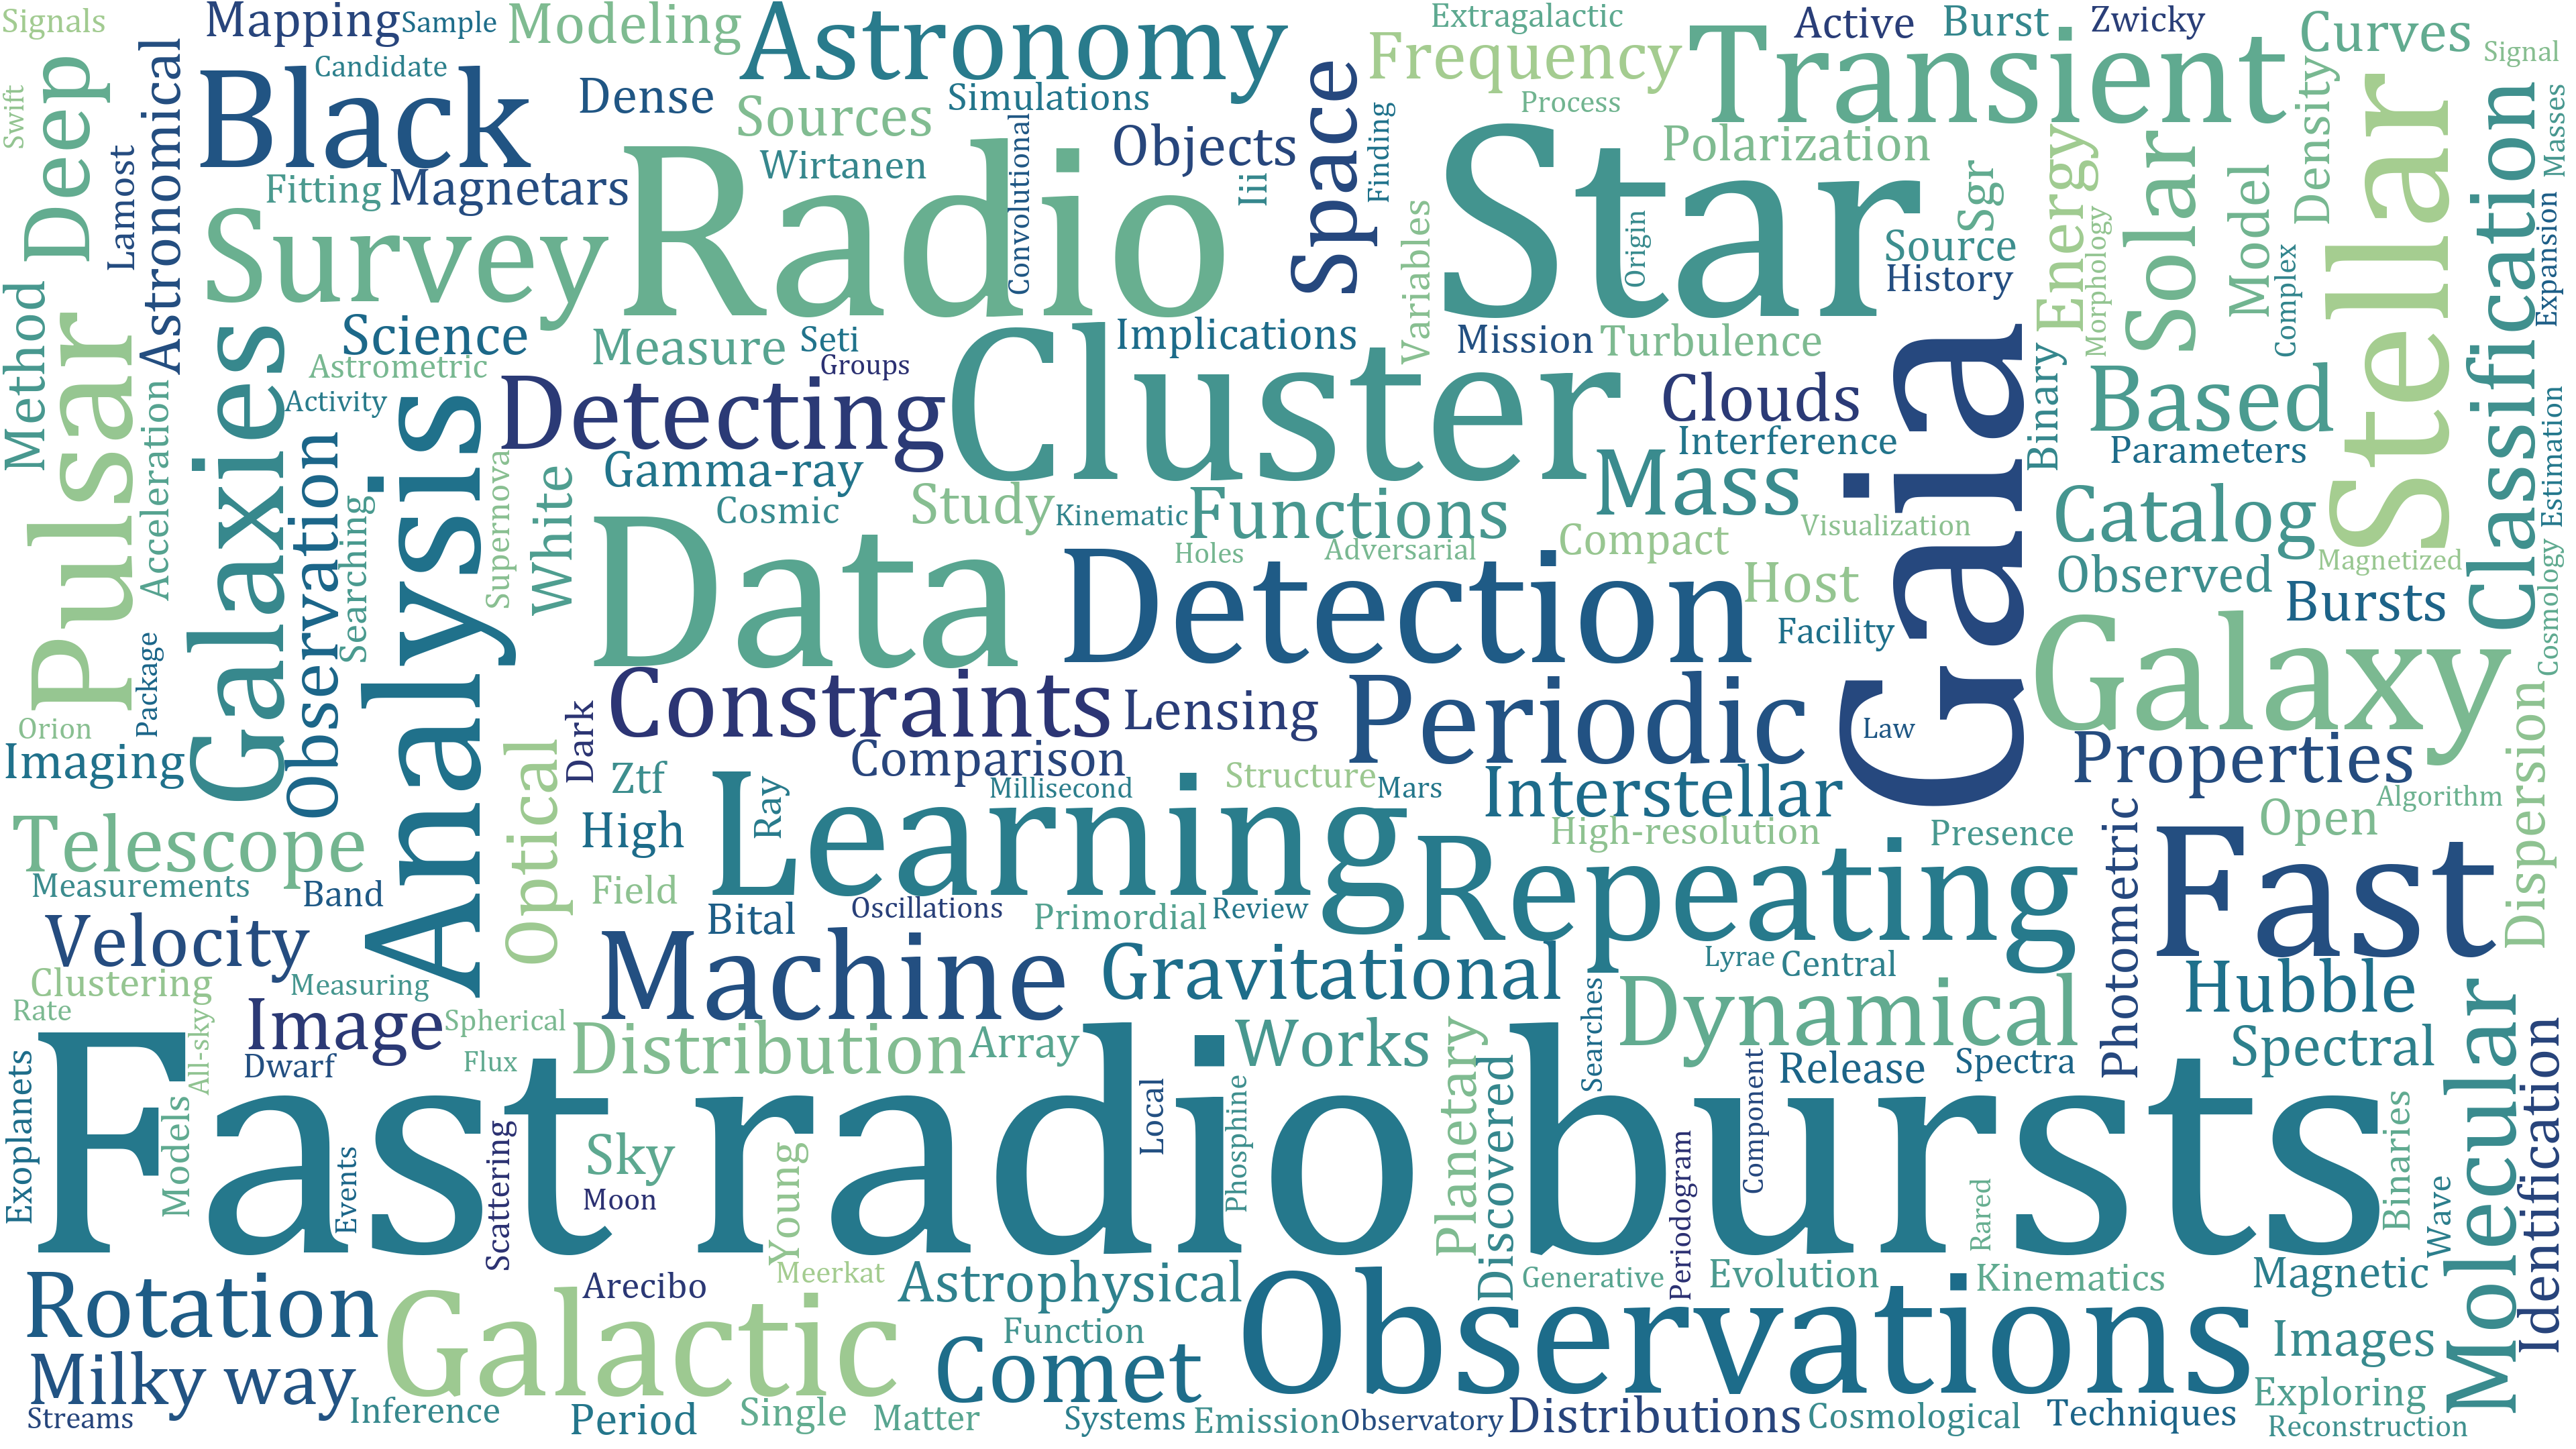 Signals
Mapping
Sample
Modeling
Astronomy
Extragalactic
Active
Burst
Zwicky
Curves
Signal
Swift
Deep
Lamost
Astronomical
Candidate
Black
Dense
Sources
Simulations
Space
Frequency
Process
Transient
Density
Stellar
Classification
Masses
Fitting
Magnetars
Wirtanen
Objects
Convolutional
Iii
Finding
Polarization
Sgr
Energy
Solar
Model
Survey
Radio
Star
Origin
Source
History
Morphology
Complex
Expansion
Method
Pulsar
Galaxies
Science
Astrometric
Activity
Measure
Seti
Groups
Implications
Variables
Mission
Turbulence
Gaia
Binary
Based
Parameters
Estimation
Acceleration
Observation
Searching
Analysis
Detecting
Cluster
Clouds
Interference
Supernova
White
Gamma-ray
Cosmic
Study
Kinematic
Functions
Mass
Catalog
Observed
Magnetized
Cosmology
Data
Holes
Adversarial
Compact
Visualization
Detection
Host
Facility
Bursts
Galaxy
Package
Orion
Imaging
Dark
Constraints
Lensing
Periodic
Law
Properties
Dispersion
Optical
Ztf
Ray
Comparison
Millisecond
Structure
Mars
Interstellar
Algorithm
Telescope
High
Learning
High-resolution
Presence
Photometric
Open
Fast
Measurements
Band
Field
Bital
Oscillations
Primordial
Review
Repeating
Velocity
Clustering
Measuring
Machine
Gravitational
Lyrae
Central
Hubble
Rate
All-sky
Image
Spherical
Dwarf
Flux
Distribution
Array
Works
Planetary
Discovered
Searches
Dynamical
Component
Release
Spectra
Spectral
Molecular
Identification
Exoplanets
Fast radio bursts
Models
Events
Scattering
Sky
Moon
Young
Local
Phosphine
Periodogram
Rared
Binaries
Wave
Rotation
Galactic
Arecibo
Meerkat
Astrophysical
Generative
Evolution
Kinematics
Magnetic
Milky way
Function
Comet
Observations
Images
Exploring
Streams
Inference
Period
Single
Matter
Systems
Emission
Observatory
Distributions
Cosmological
Techniques
Reconstruction